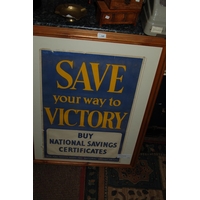 SAVE
your way to
VICTORY
BUY
NATIONAL SAVINGS
CERTIFICATES